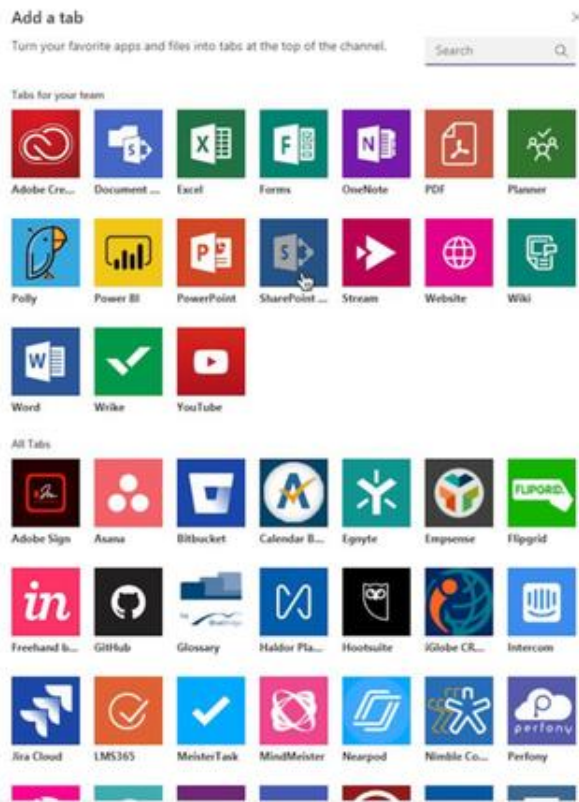 Add a tab
Turn your favorite apps and files into tabs at the top of the channel.
Search
Tabs for your team
Adobe Cre... Document ... Excel Forms OneNote PDF Planner
Polly Power BI PowerPoint SharePoint ... Stream Website Wiki
Word Wrike YouTube
All Tabs
FLIPGRID.
Adobe Sign Asana Bitbucket Calendar B... Egnyte Empsense Flipgrid
in
Freehand b... GitHub Glossary Haldor Pla... Hootsuite iGlobe CR... Intercom
perfony
Jira Cloud LMS365 MeisterTask MindMeister Nearpod Nimble Co... Perfony